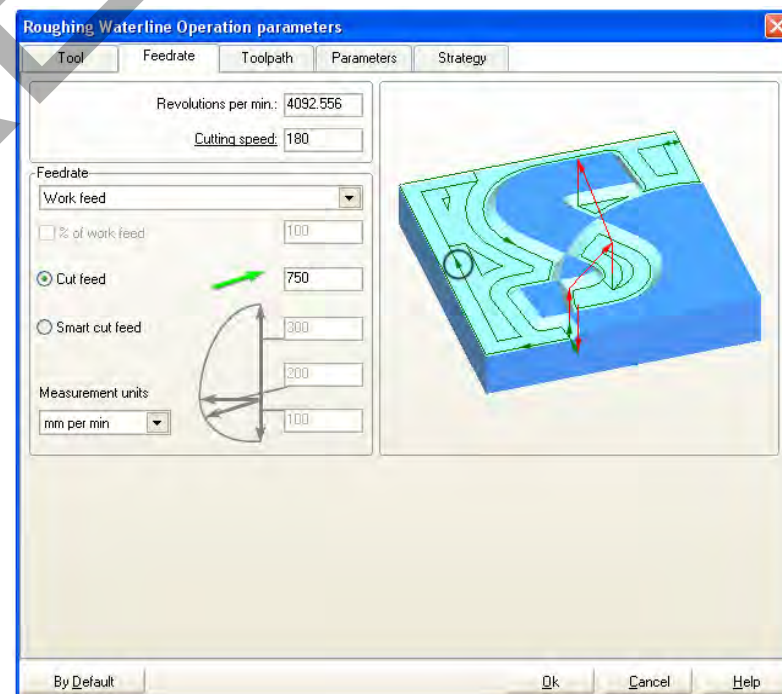 Roughing Waterline Operation parameters
Tool Feedrate Toolpath Parameters Strategy
Revolutions per min.: 4092.556
Cutting speed: 180
Feedrate
Work feed
% of work feed 100
Cut feed 750
Smart cut feed 300
200
Measurement units
mm per min 100
By Default Ok Cancel Help